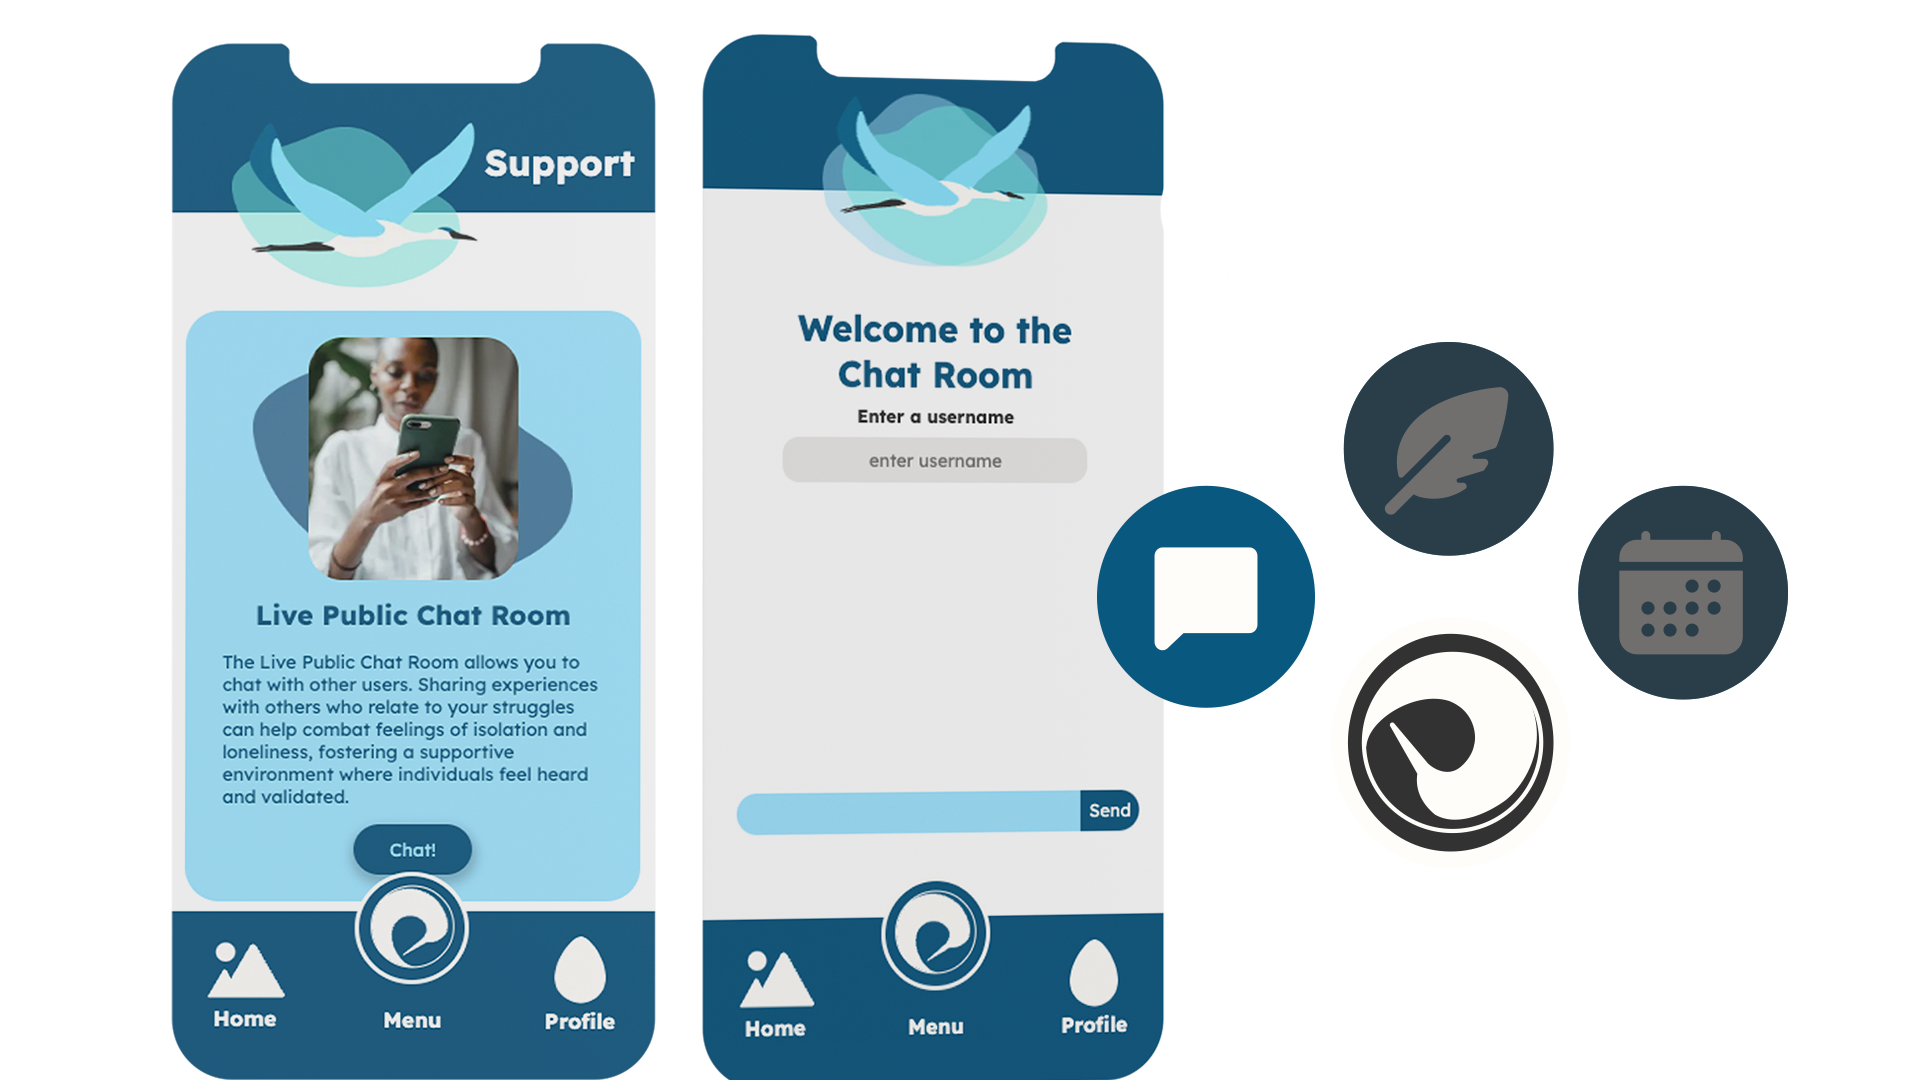 Support
Live Public Chat Room
The Live Public Chat Room allows you to
chat with other users. Sharing experiences
with others who relate to your struggles
can help combat feelings of isolation and
loneliness, fostering a supportive
environment where individuals feel heard
and validated.
Chat!
Home
Menu
Profile
Welcome to the
Chat Room
Enter a username
enter username
Send
Home
Menu
Profile